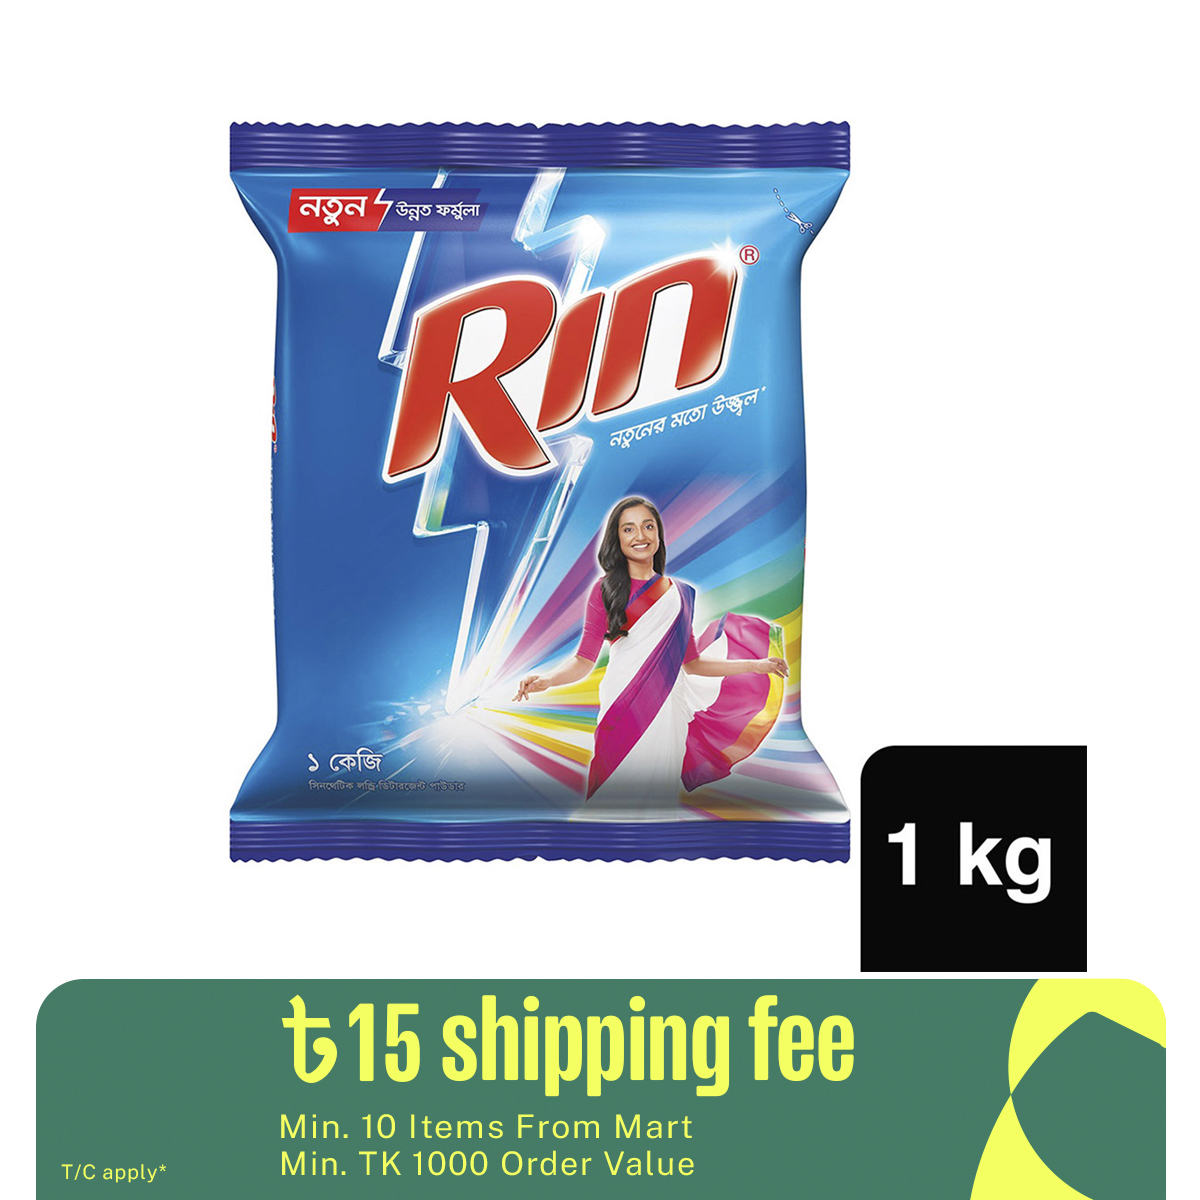 নতুন উন্নত ফর্মুলা
Rin®
নতুনের মতো উজ্জ্বল*
১ কেজি
সিনথেটিক লন্ড্রি ডিটারজেন্ট পাউডার
1 kg
৳15 shipping fee
Min. 10 Items From Mart
Min. TK 1000 Order Value
T/C apply*